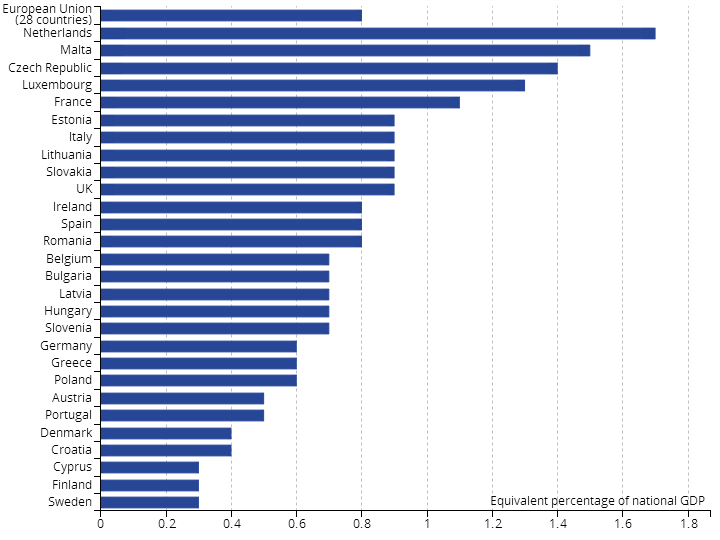 European Union
(28 countries)
Netherlands
Malta
Czech Republic
Luxembourg
France
Estonia
Italy
Lithuania
Slovakia
UK
Ireland
Spain
Romania
Belgium
Bulgaria
Latvia
Hungary
Slovenia
Germany
Greece
Poland
Austria
Portugal
Denmark
Croatia
Cyprus
Finland
Sweden
Equivalent percentage of national GDP
0 0.2 0.4 0.6 0.8 1 1.2 1.4 1.6 1.8